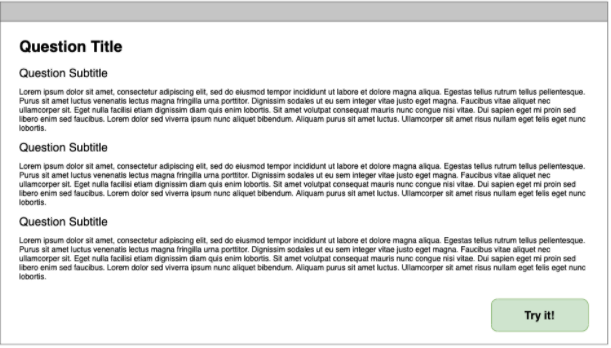 Question Title
Question Subtitle
Lorem ipsum dolor sit amet, consectetur adipiscing elit, sed do eiusmod tempor incididunt ut labore et dolore magna aliqua. Egestas tellus rutrum tellus pellentesque.
Purus sit amet luctus venenatis lectus magna fringilla urna porttitor. Dignissim sodales ut eu sem integer vitae justo eget magna. Faucibus vitae aliquet nec
ullamcorper sit. Eget nulla facilisi etiam dignissim diam quis enim lobortis. Sit amet volutpat consequat mauris nunc congue nisi vitae. Dui sapien eget mi proin sed
libero enim sed faucibus. Lorem dolor sed viverra ipsum nunc aliquet bibendum. Aliquam purus sit amet luctus. Ullamcorper sit amet risus nullam eget felis eget nunc
lobortis.
Question Subtitle
Lorem ipsum dolor sit amet, consectetur adipiscing elit, sed do eiusmod tempor incididunt ut labore et dolore magna aliqua. Egestas tellus rutrum tellus pellentesque.
Purus sit amet luctus venenatis lectus magna fringilla urna porttitor. Dignissim sodales ut eu sem integer vitae justo eget magna. Faucibus vitae aliquet nec
ullamcorper sit. Eget nulla facilisi etiam dignissim diam quis enim lobortis. Sit amet volutpat consequat mauris nunc congue nisi vitae. Dui sapien eget mi proin sed
libero enim sed faucibus. Lorem dolor sed viverra ipsum nunc aliquet bibendum. Aliquam purus sit amet luctus. Ullamcorper sit amet risus nullam eget felis eget nunc
lobortis.
Question Subtitle
Lorem ipsum dolor sit amet, consectetur adipiscing elit, sed do eiusmod tempor incididunt ut labore et dolore magna aliqua. Egestas tellus rutrum tellus pellentesque.
Purus sit amet luctus venenatis lectus magna fringilla urna porttitor. Dignissim sodales ut eu sem integer vitae justo eget magna. Faucibus vitae aliquet nec
ullamcorper sit. Eget nulla facilisi etiam dignissim diam quis enim lobortis. Sit amet volutpat consequat mauris nunc congue nisi vitae. Dui sapien eget mi proin sed
libero enim sed faucibus. Lorem dolor sed viverra ipsum nunc aliquet bibendum. Aliquam purus sit amet luctus. Ullamcorper sit amet risus nullam eget felis eget nunc
lobortis.
Try it!